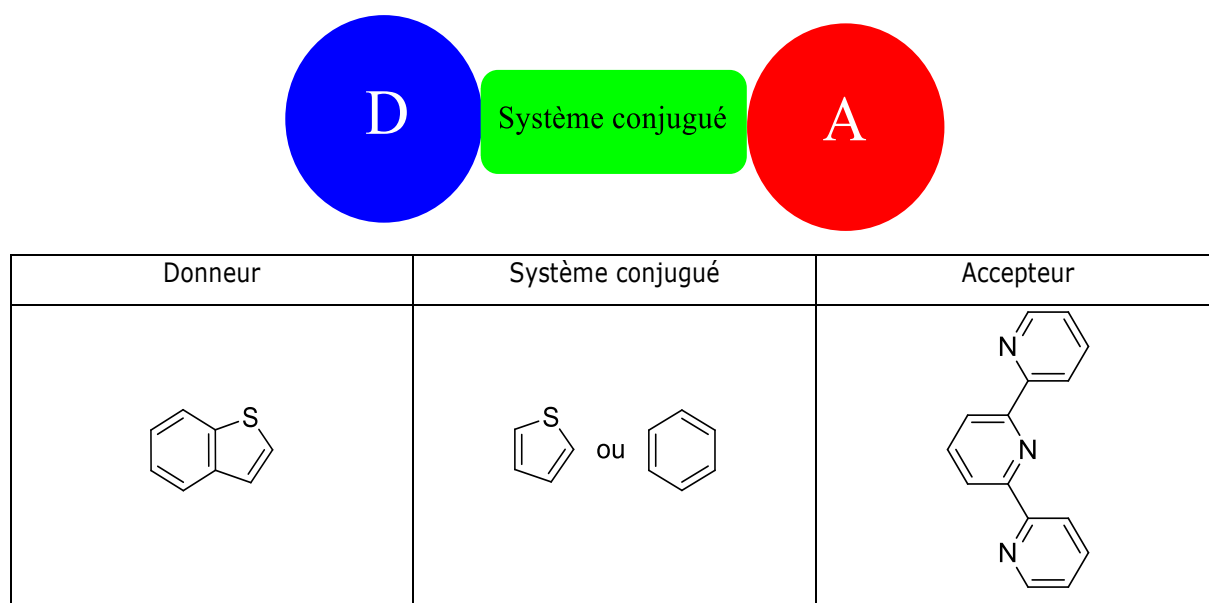 D Système conjugué A
Donneur Système conjugué Accepteur
N
S S ou N
N